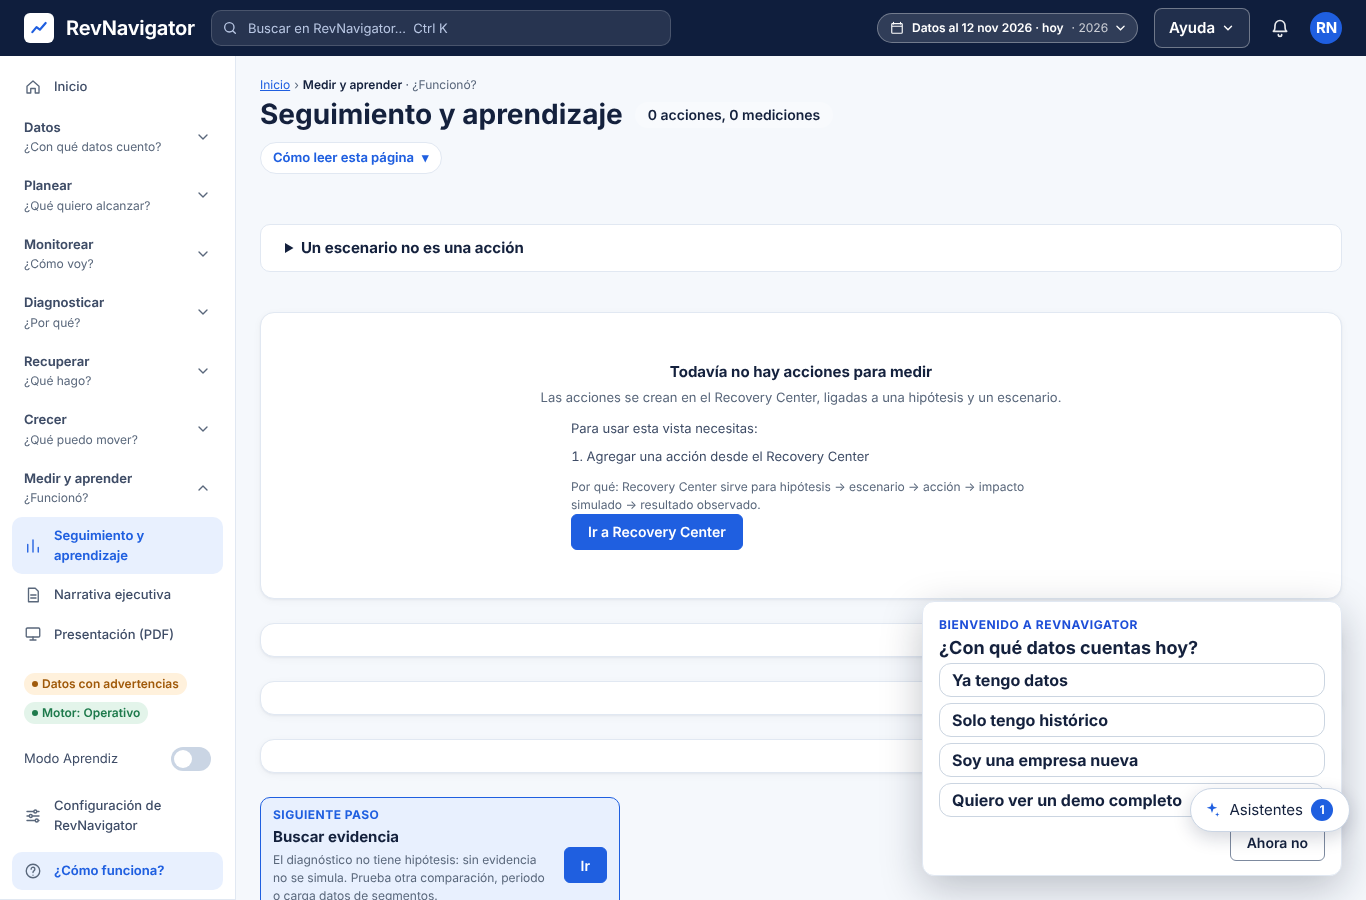 RevNavigator
Buscar en RevNavigator... Ctrl K
Datos al 12 nov 2026 · hoy · 2026
Ayuda
RN
Inicio
Datos
¿Con qué datos cuento?
Planear
¿Qué quiero alcanzar?
Monitorear
¿Cómo voy?
Diagnosticar
¿Por qué?
Recuperar
¿Qué hago?
Crecer
¿Qué puedo mover?
Medir y aprender
¿Funcionó?
Seguimiento y
aprendizaje
Narrativa ejecutiva
Presentación (PDF)
Datos con advertencias
Motor: Operativo
Modo Aprendiz
Configuración de
RevNavigator
¿Cómo funciona?
Inicio › Medir y aprender · ¿Funcionó?
Seguimiento y aprendizaje 0 acciones, 0 mediciones
Cómo leer esta página ▼
▶ Un escenario no es una acción
Todavía no hay acciones para medir
Las acciones se crean en el Recovery Center, ligadas a una hipótesis y un escenario.
Para usar esta vista necesitas:
1. Agregar una acción desde el Recovery Center
Por qué: Recovery Center sirve para hipótesis → escenario → acción → impacto
simulado → resultado observado.
Ir a Recovery Center
SIGUIENTE PASO
Buscar evidencia
El diagnóstico no tiene hipótesis: sin evidencia
no se simula. Prueba otra comparación, periodo
o carga datos de segmentos.
Ir
BIENVENIDO A REVNAVIGATOR
¿Con qué datos cuentas hoy?
Ya tengo datos
Solo tengo histórico
Soy una empresa nueva
Quiero ver un demo completo
Asistentes 1
Ahora no